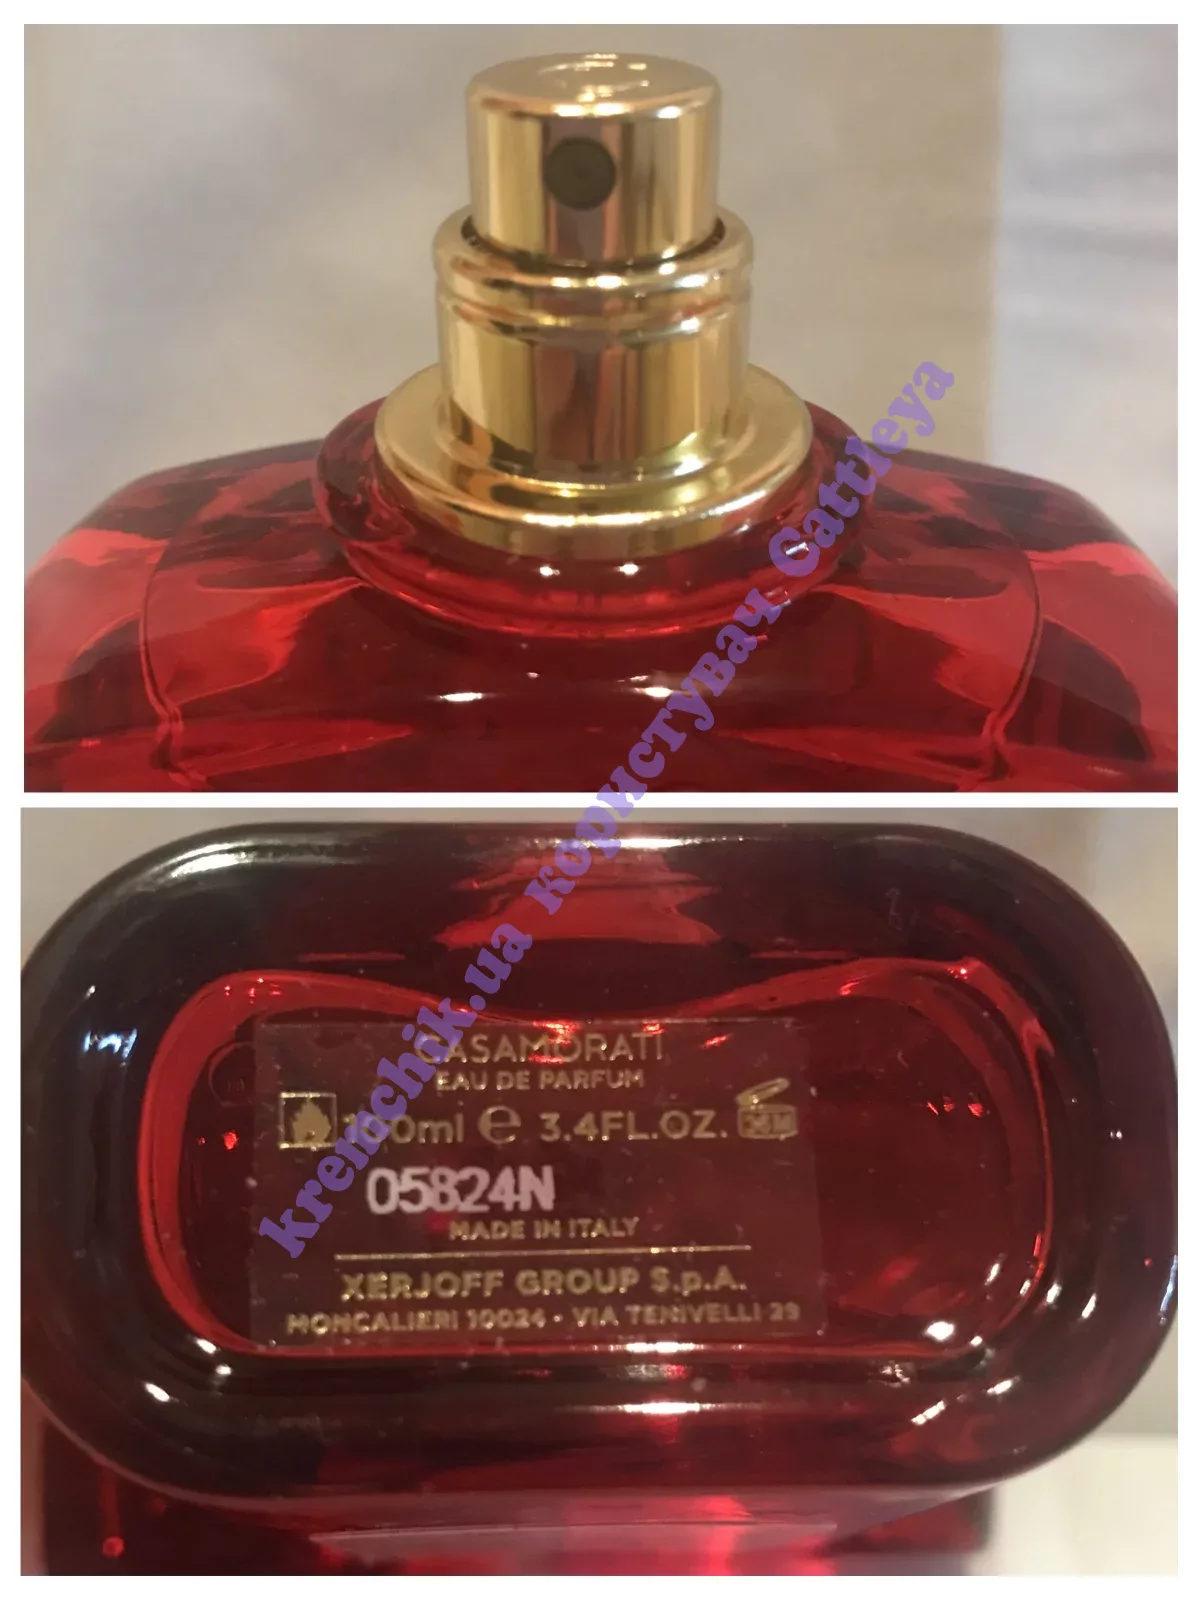 CASAMORATI
EAU DE PARFUM
100ml e 3.4FL.OZ.
05824N
MADE IN ITALY
XERJOFF GROUP S.p.A.
MONCALIERI 10024 · VIA TENIVELLI 29
kremchik.ua користувач Cattleya